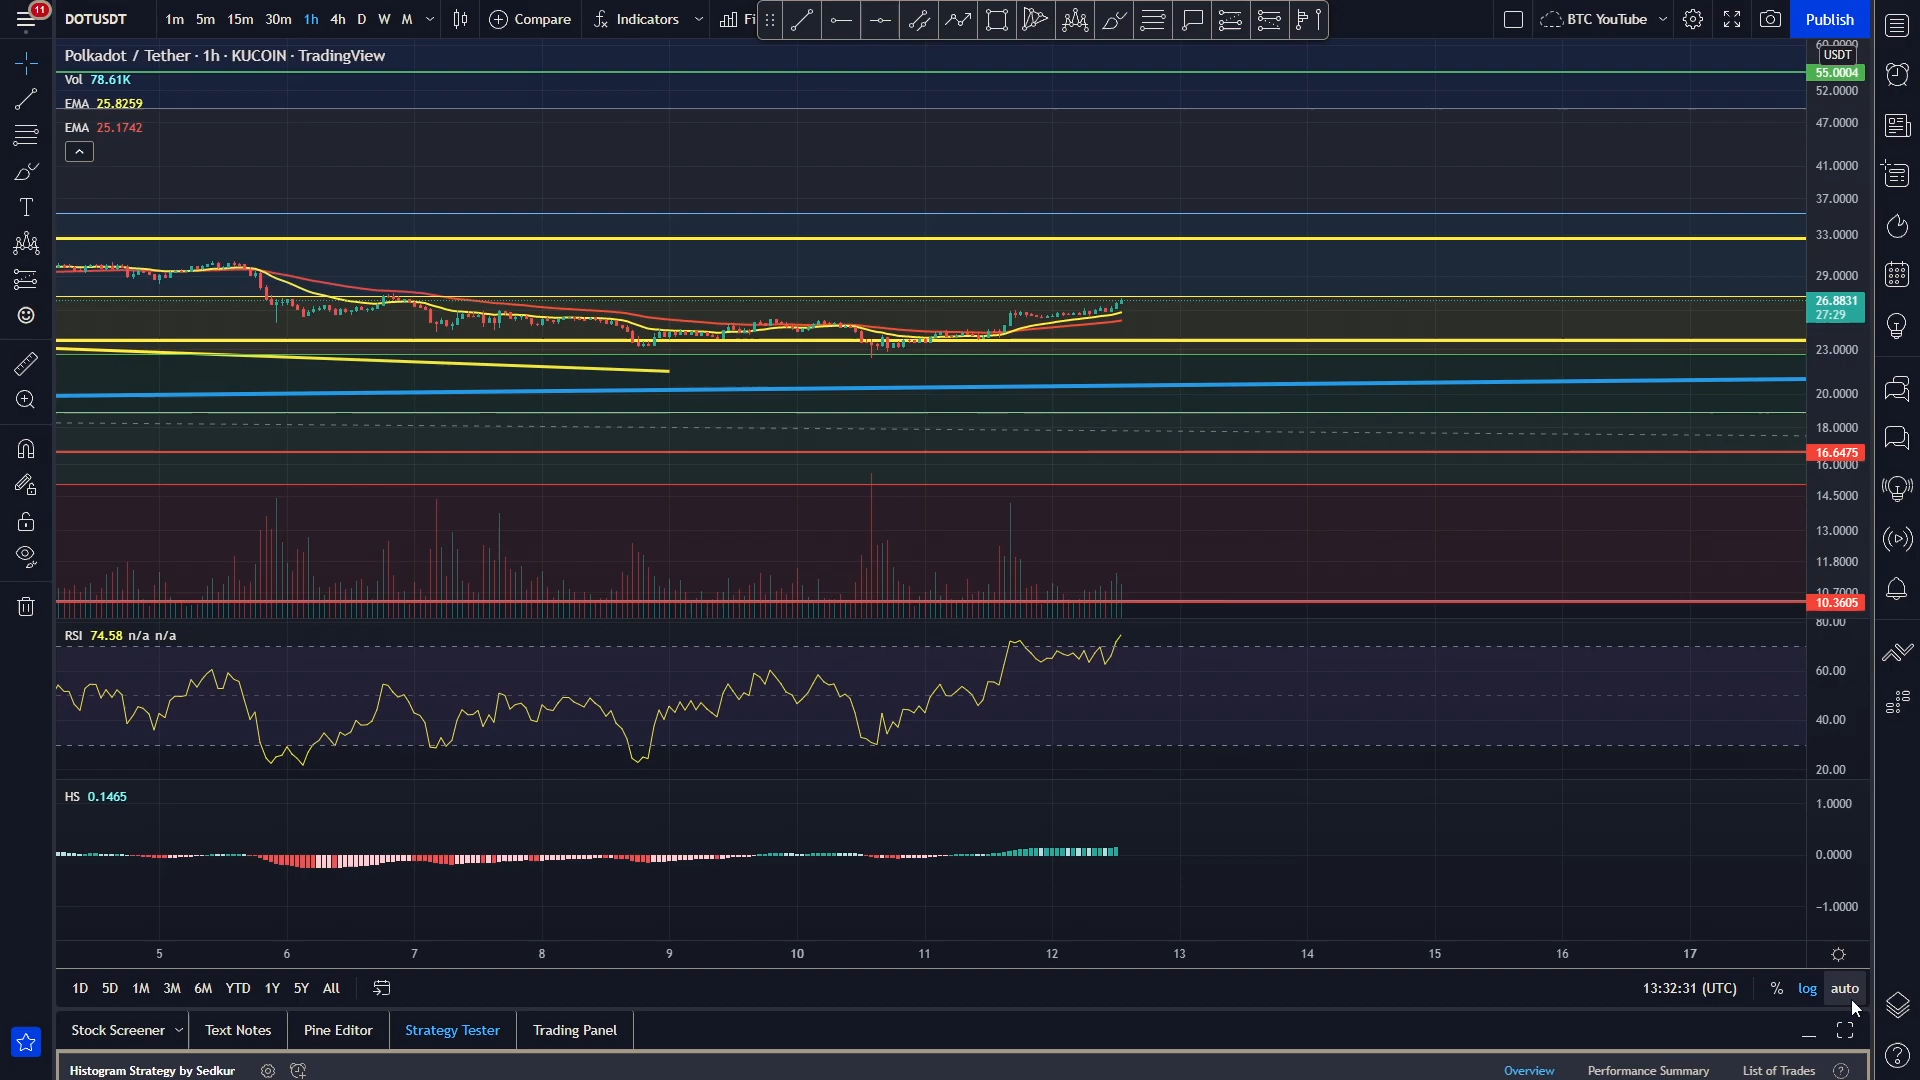 11
DOTUSDT 1m 5m 15m 30m 1h 4h D W M Compare Indicators Fi BTC YouTube Publish
Polkadot / Tether · 1h · KUCOIN · TradingView
Vol 78.61K
EMA 25.8259
EMA 25.1742
60.0000
USDT
55.0004
52.0000
47.0000
41.0000
37.0000
33.0000
29.0000
26.8831
27:29
23.0000
20.0000
18.0000
16.6475
16.0000
14.5000
13.0000
11.8000
10.7000
10.3605
RSI 74.58 n/a n/a
80.00
60.00
40.00
20.00
HS 0.1465
1.0000
0.0000
−1.0000
5 6 7 8 9 10 11 12 13 14 15 16 17
1D 5D 1M 3M 6M YTD 1Y 5Y All 13:32:31 (UTC) % log auto
Stock Screener Text Notes Pine Editor Strategy Tester Trading Panel
Histogram Strategy by Sedkur Overview Performance Summary List of Trades